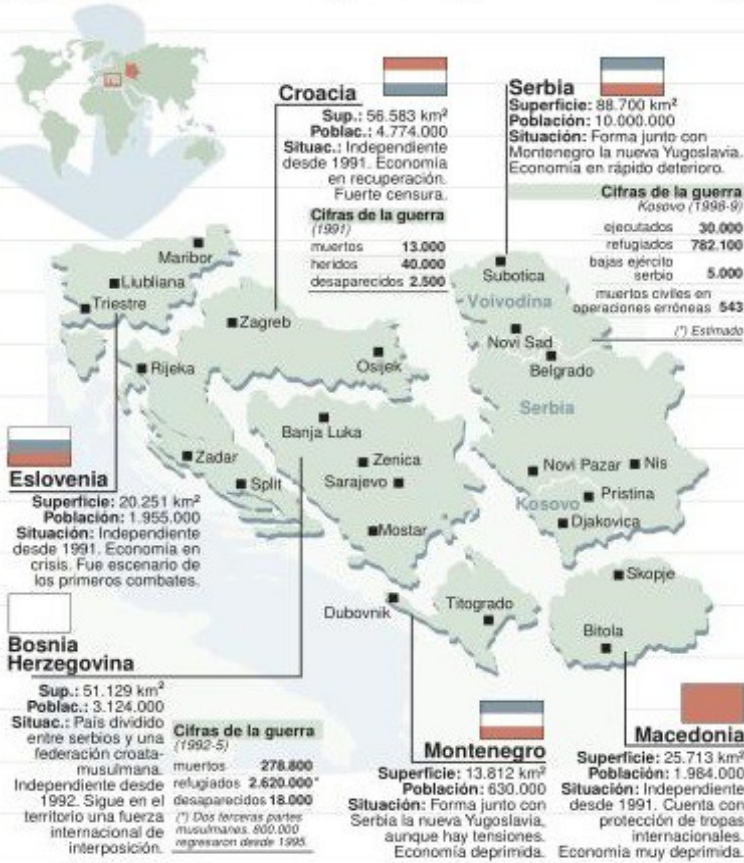 Croacia
Sup.: 56.583 km²
Poblac.: 4.774.000
Situac.: Independiente
desde 1991. Economía
en recuperación.
Fuerte censura.
Cifras de la guerra
(1991)
muertos 13.000
heridos 40.000
desaparecidos 2.500
Serbia
Superficie: 88.700 km²
Población: 10.000.000
Situación: Forma junto con
Montenegro la nueva Yugoslavia.
Economía en rápido deterioro.
Cifras de la guerra
Kosovo (1998-9)
ejecutados 30.000
refugiados 782.100
bajas ejército
serbio 5.000
muertos civiles en
operaciones erróneas 543
(*) Estimado
Maribor
Liubliana
Triestre
Zagreb
Osijek
Rijeka
Zadar
Split
Banja Luka
Zenica
Sarajevo
Mostar
Dubovnik
Titogrado
Subotica
Voivodina
Novi Sad
Belgrado
Serbia
Novi Pazar
Nis
Pristina
Kosovo
Djakovica
Skopje
Bitola
Eslovenia
Superficie: 20.251 km²
Población: 1.955.000
Situación: Independiente
desde 1991. Economía en
crisis. Fue escenario de
los primeros combates.
Bosnia
Herzegovina
Sup.: 51.129 km²
Poblac.: 3.124.000
Situac.: País dividido
entre serbios y una
federación croata-
musulmana.
Independiente desde
1992. Sigue en el
territorio una fuerza
internacional de
interposición.
Cifras de la guerra
(1992-5)
muertos 278.800
refugiados 2.620.000*
desaparecidos 18.000
(*) Dos terceras partes
musulmanes. 600.000
regresaron desde 1995.
Montenegro
Superficie: 13.812 km²
Población: 630.000
Situación: Forma junto con
Serbia la nueva Yugoslavia,
aunque hay tensiones.
Economía deprimida.
Macedonia
Superficie: 25.713 km²
Población: 1.984.000
Situación: Independiente
desde 1991. Cuenta con
protección de tropas
internacionales.
Economía muy deprimida.